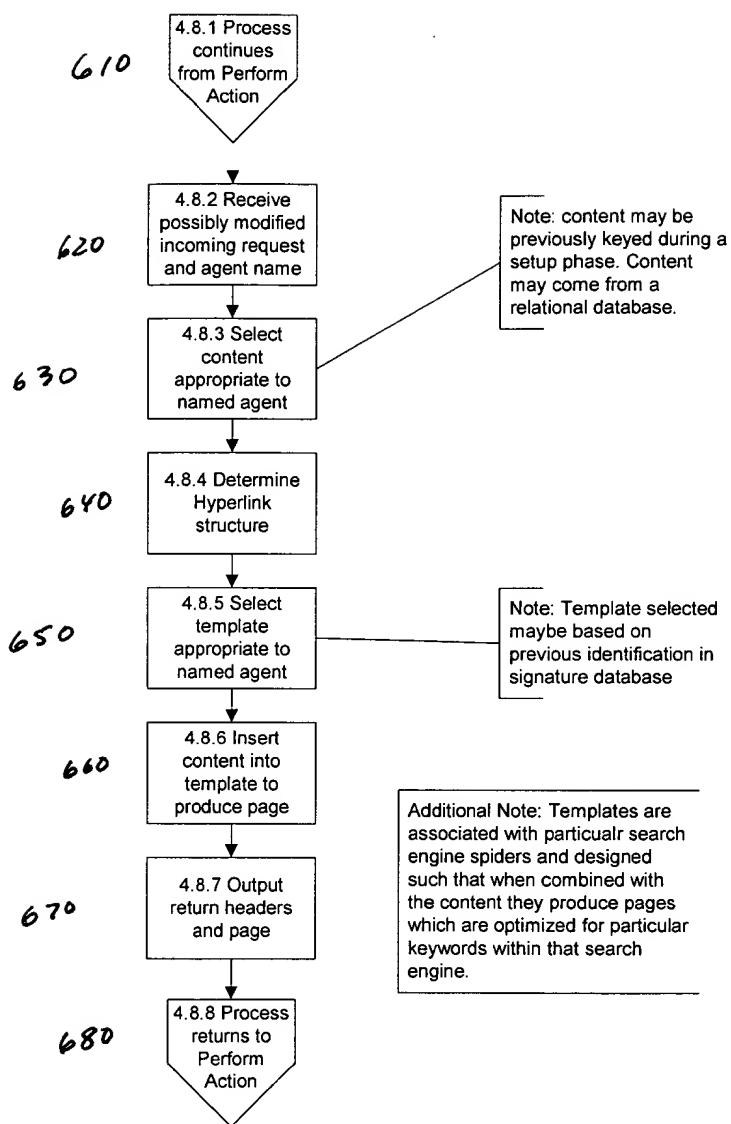 610
4.8.1 Process
continues
from Perform
Action
620
4.8.2 Receive
possibly modified
incoming request
and agent name
Note: content may be
previously keyed during a
setup phase. Content
may come from a
relational database.
630
4.8.3 Select
content
appropriate to
named agent
640
4.8.4 Determine
Hyperlink
structure
650
4.8.5 Select
template
appropriate to
named agent
Note: Template selected
maybe based on
previous identification in
signature database
660
4.8.6 Insert
content into
template to
produce page
Additional Note: Templates are
associated with particualr search
engine spiders and designed
such that when combined with
the content they produce pages
which are optimized for particular
keywords within that search
engine.
670
4.8.7 Output
return headers
and page
680
4.8.8 Process
returns to
Perform
Action